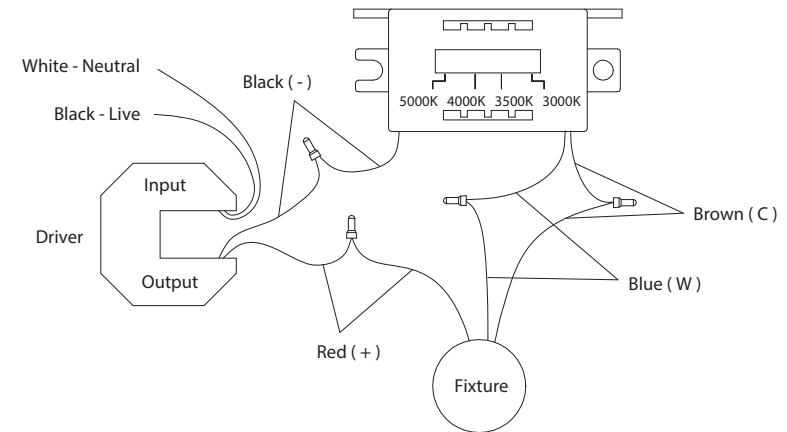 White - Neutral
Black - Live
Black ( - )
5000K 4000K 3500K 3000K
Input
Driver
Output
Brown ( C )
Blue ( W )
Red ( + )
Fixture